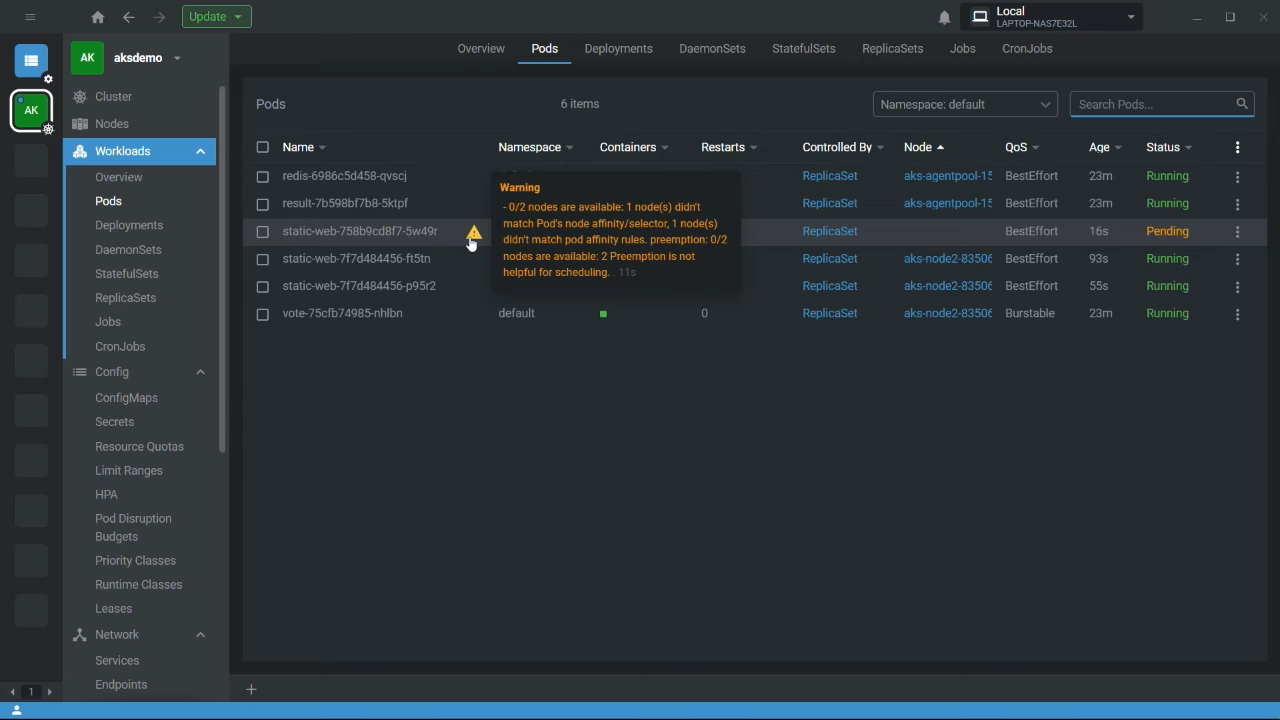 Update
Local
LAPTOP-NAS7E32L
AK
aksdemo
AK
Cluster
Nodes
Workloads
Overview
Pods
Deployments
DaemonSets
StatefulSets
ReplicaSets
Jobs
CronJobs
Config
ConfigMaps
Secrets
Resource Quotas
Limit Ranges
HPA
Pod Disruption
Budgets
Priority Classes
Runtime Classes
Leases
Network
Services
Endpoints
1
Overview Pods Deployments DaemonSets StatefulSets ReplicaSets Jobs CronJobs
Pods 6 items Namespace: default Search Pods...
Name Namespace Containers Restarts Controlled By Node QoS Age Status
redis-6986c5d458-qvscj ReplicaSet aks-agentpool-15 BestEffort 23m Running
result-7b598bf7b8-5ktpf ReplicaSet aks-agentpool-15 BestEffort 23m Running
static-web-758b9cd8f7-5w49r ReplicaSet BestEffort 16s Pending
static-web-7f7d484456-ft5tn ReplicaSet aks-node2-83506 BestEffort 93s Running
static-web-7f7d484456-p95r2 ReplicaSet aks-node2-83506 BestEffort 55s Running
vote-75cfb74985-nhlbn default 0 ReplicaSet aks-node2-83506 Burstable 23m Running
Warning
- 0/2 nodes are available: 1 node(s) didn't
match Pod's node affinity/selector, 1 node(s)
didn't match pod affinity rules. preemption: 0/2
nodes are available: 2 Preemption is not
helpful for scheduling. 11s